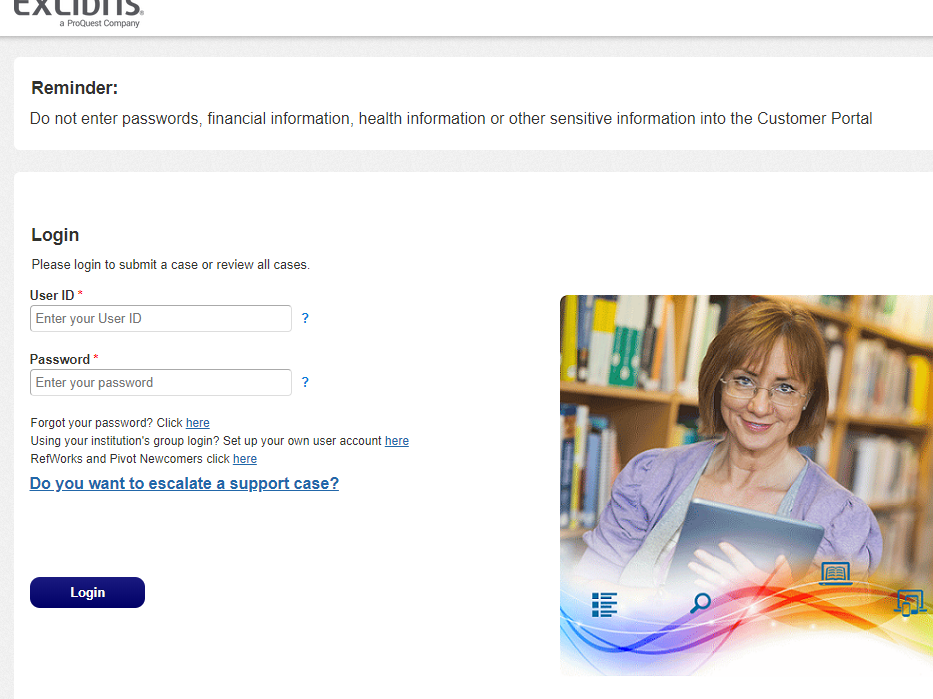 ExLibris®
a ProQuest Company
Reminder:
Do not enter passwords, financial information, health information or other sensitive information into the Customer Portal
Login
Please login to submit a case or review all cases.
User ID *
Enter your User ID
?
Password *
Enter your password
?
Forgot your password? Click here
Using your institution's group login? Set up your own user account here
RefWorks and Pivot Newcomers click here
Do you want to escalate a support case?
Login